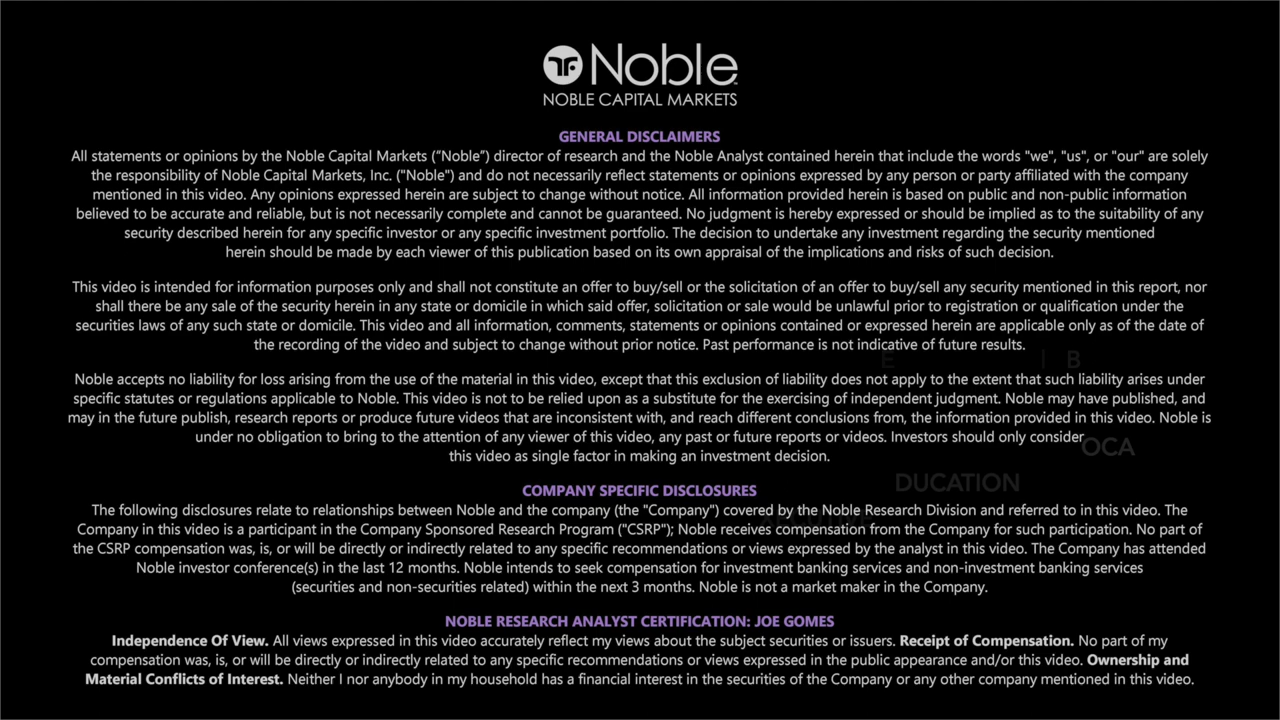 Noble
NOBLE CAPITAL MARKETS
GENERAL DISCLAIMERS
All statements or opinions by the Noble Capital Markets (“Noble”) director of research and the Noble Analyst contained herein that include the words "we", "us", or "our" are solely
the responsibility of Noble Capital Markets, Inc. ("Noble") and do not necessarily reflect statements or opinions expressed by any person or party affiliated with the company
mentioned in this video. Any opinions expressed herein are subject to change without notice. All information provided herein is based on public and non-public information
believed to be accurate and reliable, but is not necessarily complete and cannot be guaranteed. No judgment is hereby expressed or should be implied as to the suitability of any
security described herein for any specific investor or any specific investment portfolio. The decision to undertake any investment regarding the security mentioned
herein should be made by each viewer of this publication based on its own appraisal of the implications and risks of such decision.
This video is intended for information purposes only and shall not constitute an offer to buy/sell or the solicitation of an offer to buy/sell any security mentioned in this report, nor
shall there be any sale of the security herein in any state or domicile in which said offer, solicitation or sale would be unlawful prior to registration or qualification under the
securities laws of any such state or domicile. This video and all information, comments, statements or opinions contained or expressed herein are applicable only as of the date of
the recording of the video and subject to change without prior notice. Past performance is not indicative of future results.
E I B
Noble accepts no liability for loss arising from the use of the material in this video, except that this exclusion of liability does not apply to the extent that such liability arises under
specific statutes or regulations applicable to Noble. This video is not to be relied upon as a substitute for the exercising of independent judgment. Noble may have published, and
may in the future publish, research reports or produce future videos that are inconsistent with, and reach different conclusions from, the information provided in this video. Noble is
under no obligation to bring to the attention of any viewer of this video, any past or future reports or videos. Investors should only consider
OCA
this video as single factor in making an investment decision.
DUCATION
COMPANY SPECIFIC DISCLOSURES
The following disclosures relate to relationships between Noble and the company (the "Company") covered by the Noble Research Division and referred to in this video. The
Company in this video is a participant in the Company Sponsored Research Program ("CSRP"); Noble receives compensation from the Company for such participation. No part of
the CSRP compensation was, is, or will be directly or indirectly related to any specific recommendations or views expressed by the analyst in this video. The Company has attended
Noble investor conference(s) in the last 12 months. Noble intends to seek compensation for investment banking services and non-investment banking services
(securities and non-securities related) within the next 3 months. Noble is not a market maker in the Company.
NOBLE RESEARCH ANALYST CERTIFICATION: JOE GOMES
Independence Of View. All views expressed in this video accurately reflect my views about the subject securities or issuers. Receipt of Compensation. No part of my
compensation was, is, or will be directly or indirectly related to any specific recommendations or views expressed in the public appearance and/or this video. Ownership and
Material Conflicts of Interest. Neither I nor anybody in my household has a financial interest in the securities of the Company or any other company mentioned in this video.